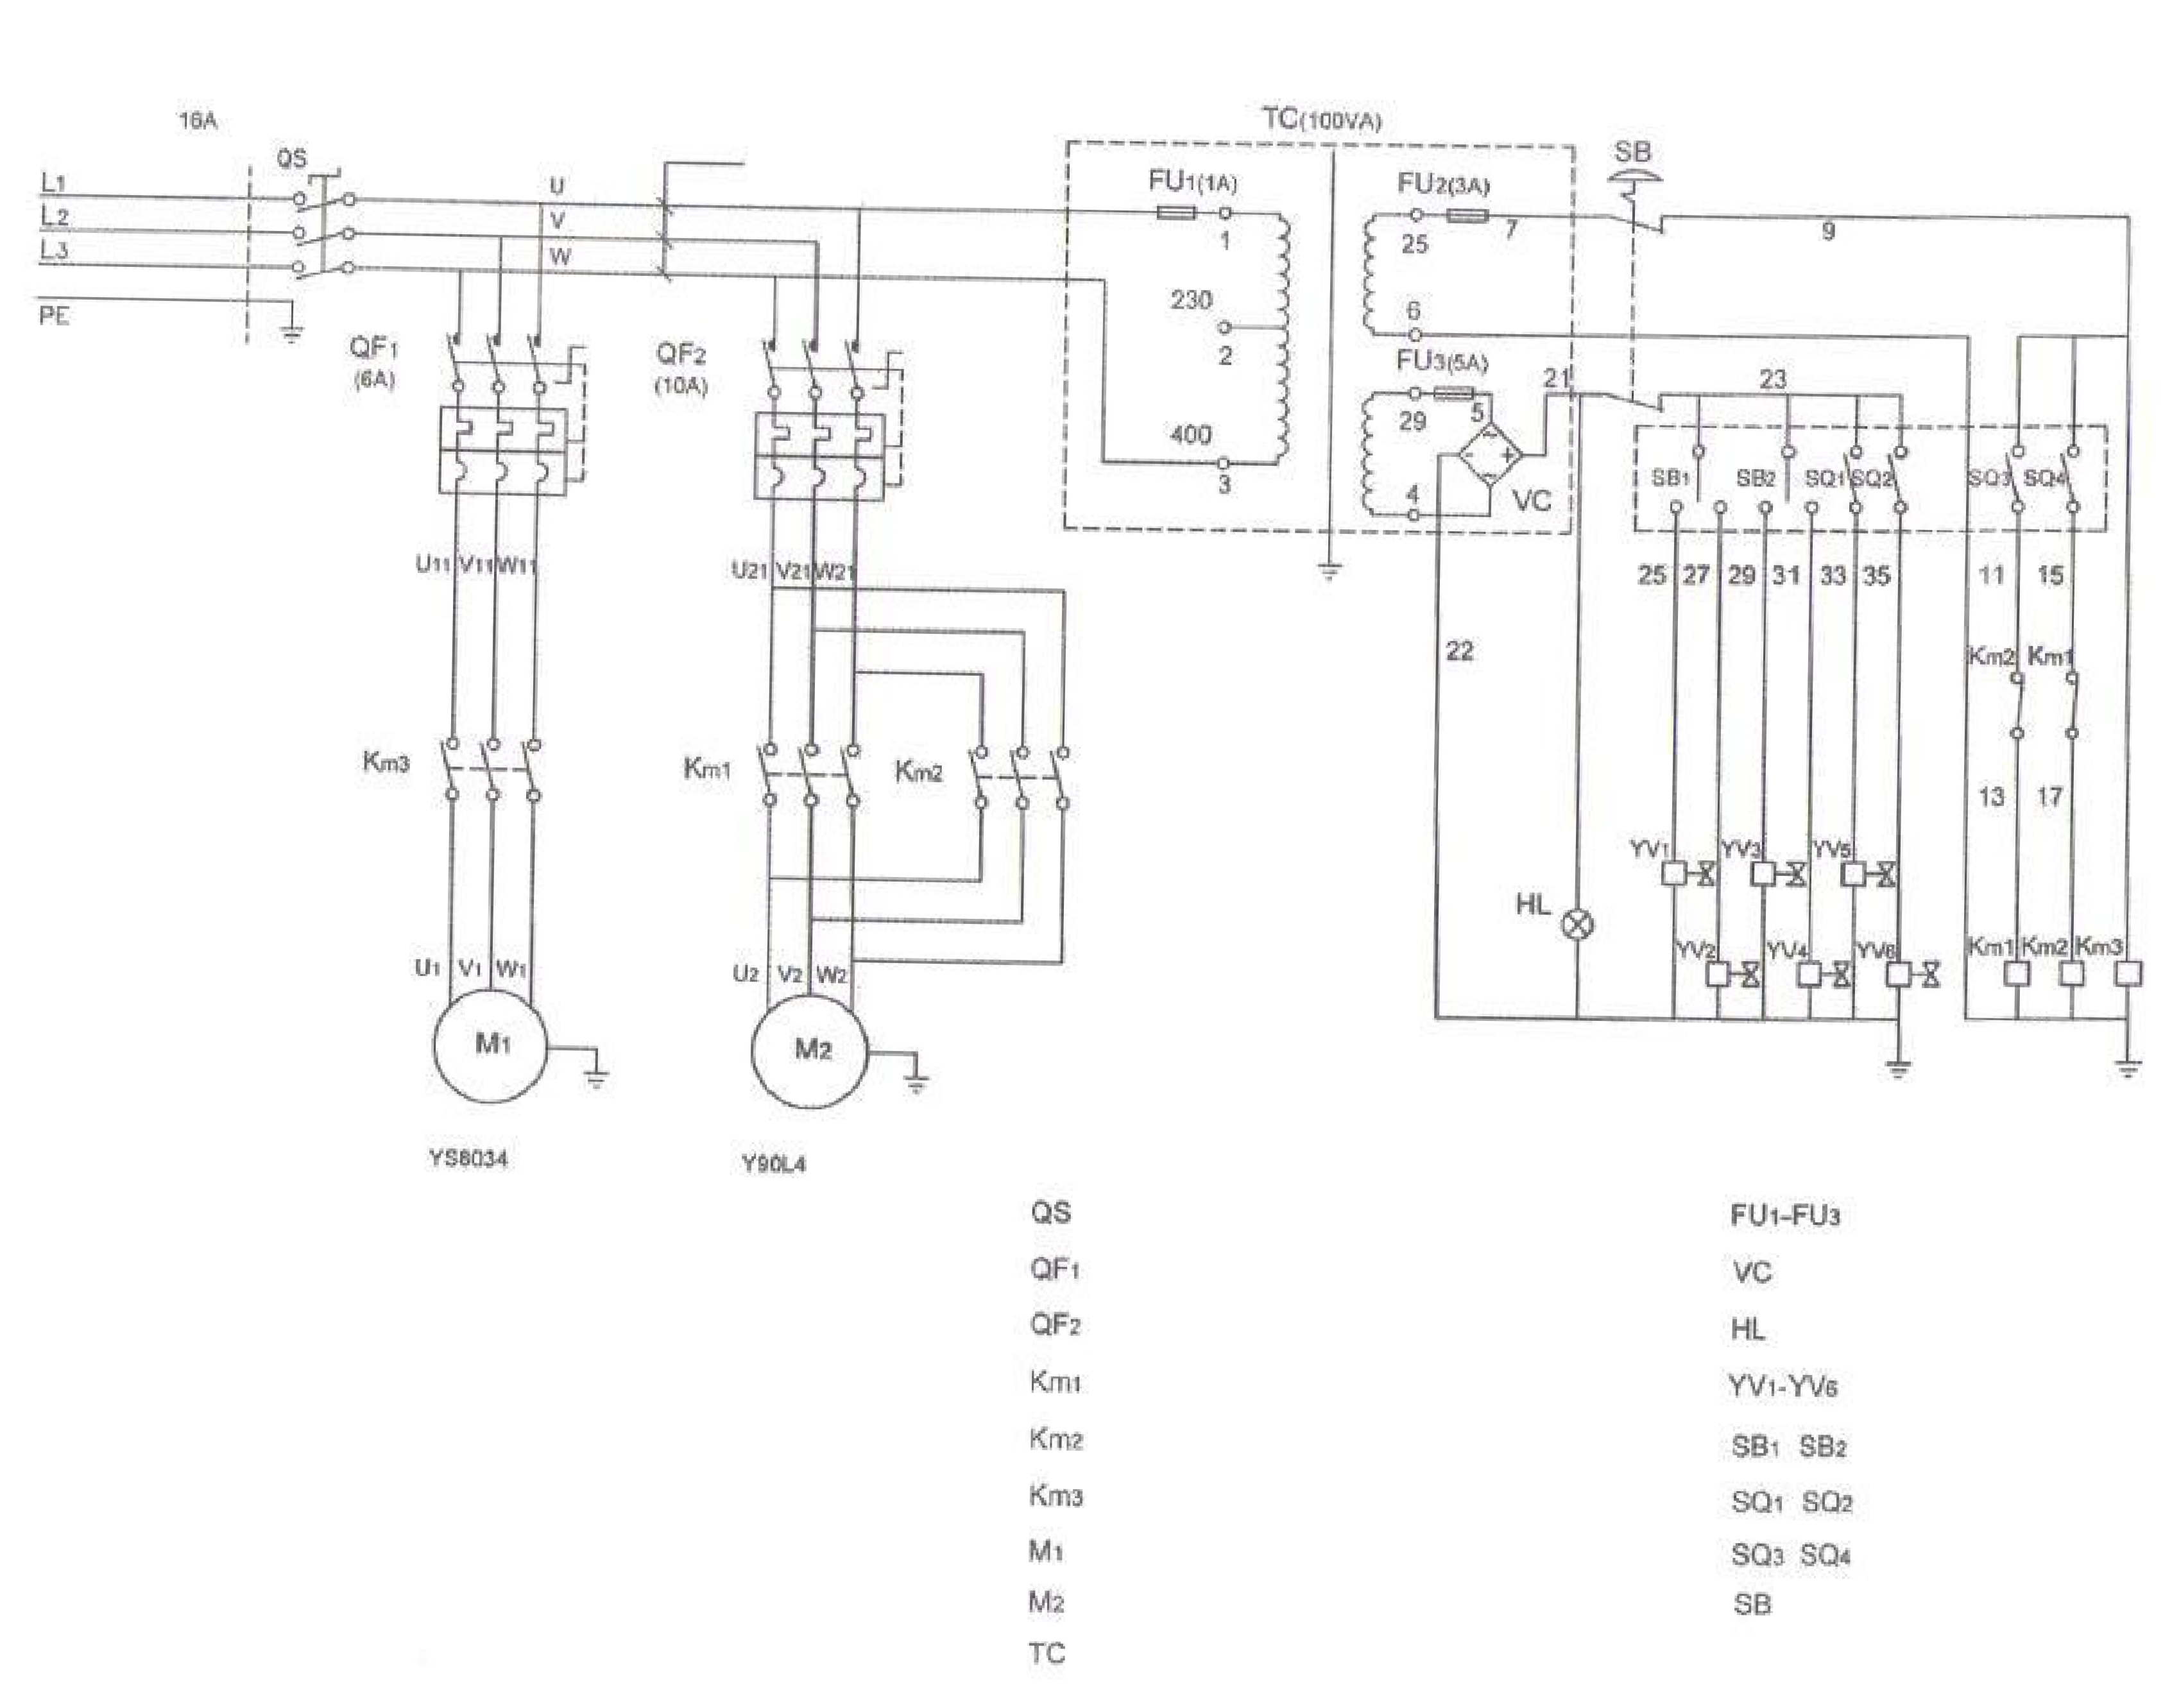 TC(100VA)
16A
QS
SB
L1
U
FU1(1A)
FU2(3A)
L2
V
1
25
7
9
L3
W
230
6
PE
2
QF1
(6A)
QF2
(10A)
FU3(5A)
21
23
400
29
5
3
4
VC
SB1
SB2
SQ1
SQ2
SQ3
SQ4
U11 V11 W11
U21 V21 W21
25 27 29 31 33 35
11 15
22
Km2 Km1
Km3
Km1
Km2
13 17
YV1
YV3
YV5
HL
U1 V1 W1
U2 V2 W2
YV2
YV4
YV6
Km1 Km2 Km3
M1
M2
YS8034
Y90L4
QS
FU1-FU3
QF1
VC
QF2
HL
Km1
YV1-YV6
Km2
SB1 SB2
Km3
SQ1 SQ2
M1
SQ3 SQ4
M2
SB
TC